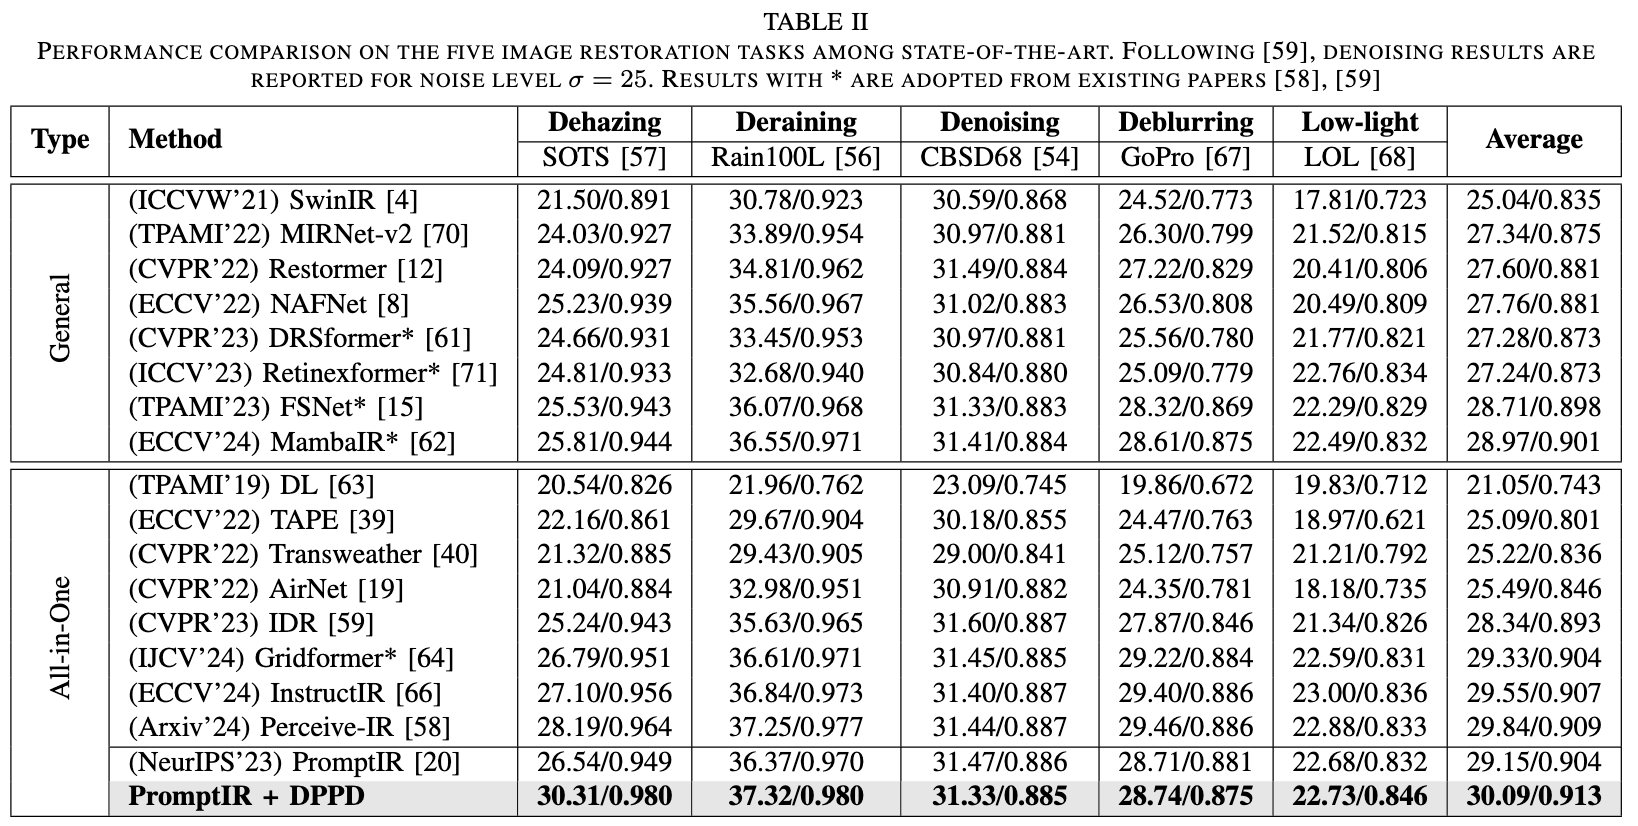 TABLE II
PERFORMANCE COMPARISON ON THE FIVE IMAGE RESTORATION TASKS AMONG STATE-OF-THE-ART. FOLLOWING [59], DENOISING RESULTS ARE
REPORTED FOR NOISE LEVEL σ = 25. RESULTS WITH * ARE ADOPTED FROM EXISTING PAPERS [58], [59]
Type Method Dehazing Deraining Denoising Deblurring Low-light Average
SOTS [57] Rain100L [56] CBSD68 [54] GoPro [67] LOL [68]
General
(ICCVW'21) SwinIR [4] 21.50/0.891 30.78/0.923 30.59/0.868 24.52/0.773 17.81/0.723 25.04/0.835
(TPAMI'22) MIRNet-v2 [70] 24.03/0.927 33.89/0.954 30.97/0.881 26.30/0.799 21.52/0.815 27.34/0.875
(CVPR'22) Restormer [12] 24.09/0.927 34.81/0.962 31.49/0.884 27.22/0.829 20.41/0.806 27.60/0.881
(ECCV'22) NAFNet [8] 25.23/0.939 35.56/0.967 31.02/0.883 26.53/0.808 20.49/0.809 27.76/0.881
(CVPR'23) DRSformer* [61] 24.66/0.931 33.45/0.953 30.97/0.881 25.56/0.780 21.77/0.821 27.28/0.873
(ICCV'23) Retinexformer* [71] 24.81/0.933 32.68/0.940 30.84/0.880 25.09/0.779 22.76/0.834 27.24/0.873
(TPAMI'23) FSNet* [15] 25.53/0.943 36.07/0.968 31.33/0.883 28.32/0.869 22.29/0.829 28.71/0.898
(ECCV'24) MambaIR* [62] 25.81/0.944 36.55/0.971 31.41/0.884 28.61/0.875 22.49/0.832 28.97/0.901
All-in-One
(TPAMI'19) DL [63] 20.54/0.826 21.96/0.762 23.09/0.745 19.86/0.672 19.83/0.712 21.05/0.743
(ECCV'22) TAPE [39] 22.16/0.861 29.67/0.904 30.18/0.855 24.47/0.763 18.97/0.621 25.09/0.801
(CVPR'22) Transweather [40] 21.32/0.885 29.43/0.905 29.00/0.841 25.12/0.757 21.21/0.792 25.22/0.836
(CVPR'22) AirNet [19] 21.04/0.884 32.98/0.951 30.91/0.882 24.35/0.781 18.18/0.735 25.49/0.846
(CVPR'23) IDR [59] 25.24/0.943 35.63/0.965 31.60/0.887 27.87/0.846 21.34/0.826 28.34/0.893
(IJCV'24) Gridformer* [64] 26.79/0.951 36.61/0.971 31.45/0.885 29.22/0.884 22.59/0.831 29.33/0.904
(ECCV'24) InstructIR [66] 27.10/0.956 36.84/0.973 31.40/0.887 29.40/0.886 23.00/0.836 29.55/0.907
(Arxiv'24) Perceive-IR [58] 28.19/0.964 37.25/0.977 31.44/0.887 29.46/0.886 22.88/0.833 29.84/0.909
(NeurIPS'23) PromptIR [20] 26.54/0.949 36.37/0.970 31.47/0.886 28.71/0.881 22.68/0.832 29.15/0.904
PromptIR + DPPD 30.31/0.980 37.32/0.980 31.33/0.885 28.74/0.875 22.73/0.846 30.09/0.913